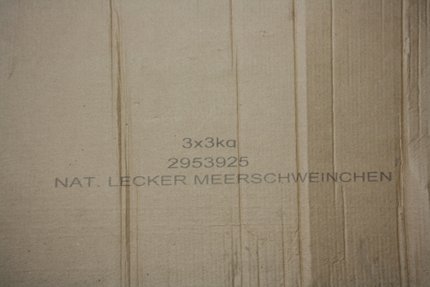 3x3kg
2953925
NAT. LECKER MEERSCHWEINCHEN